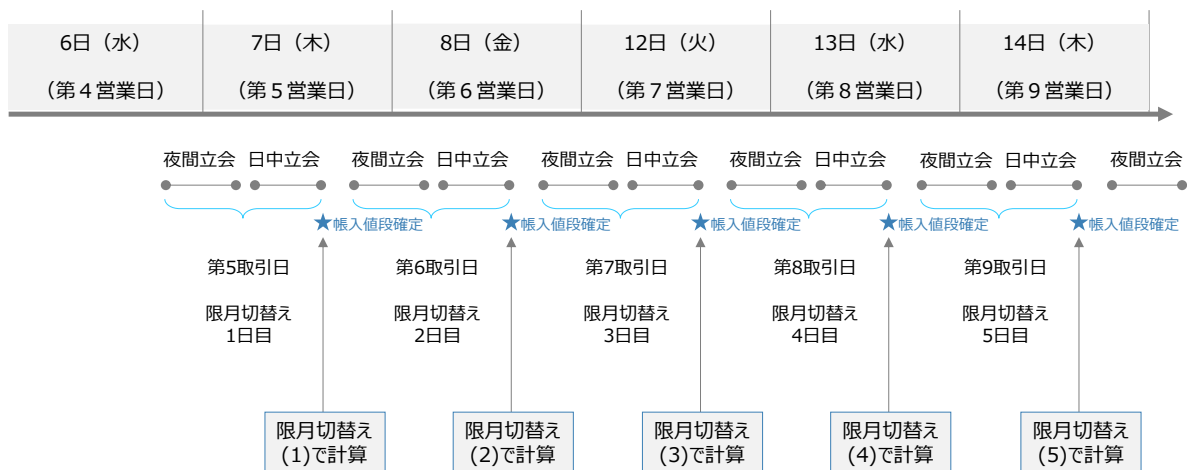 6日（水） 7日（木） 8日（金） 12日（火） 13日（水） 14日（木）
（第４営業日） （第５営業日） （第６営業日） （第７営業日） （第８営業日） （第９営業日）
夜間立会 日中立会 夜間立会 日中立会 夜間立会 日中立会 夜間立会 日中立会 夜間立会 日中立会 夜間立会
★帳入値段確定 ★帳入値段確定 ★帳入値段確定 ★帳入値段確定 ★帳入値段確定
第5取引日 第6取引日 第7取引日 第8取引日 第9取引日
限月切替え 限月切替え 限月切替え 限月切替え 限月切替え
1日目 2日目 3日目 4日目 5日目
限月切替え 限月切替え 限月切替え 限月切替え 限月切替え
(1)で計算 (2)で計算 (3)で計算 (4)で計算 (5)で計算